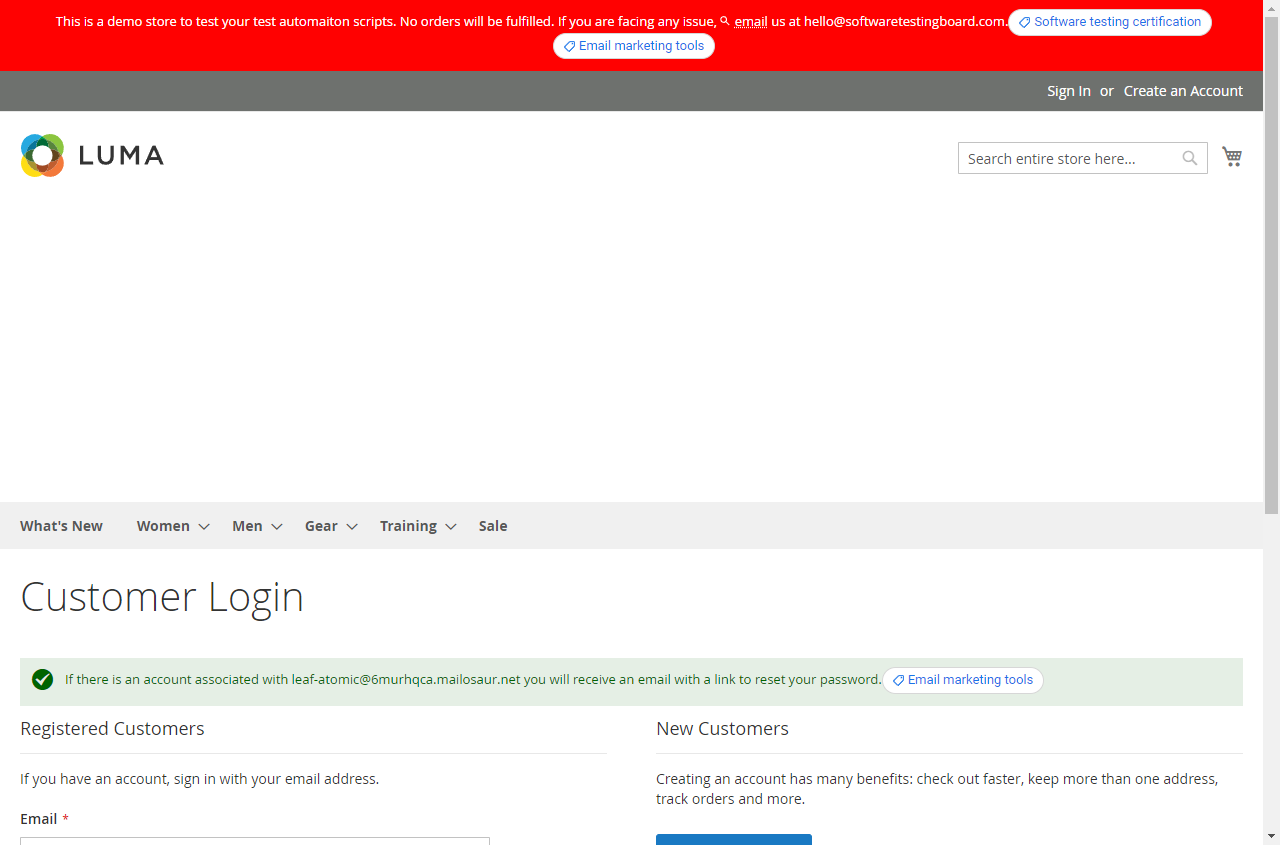 This is a demo store to test your test automaiton scripts. No orders will be fulfilled. If you are facing any issue, email us at hello@softwaretestingboard.com. Software testing certification
Email marketing tools
Sign In or Create an Account
LUMA
Search entire store here...
What's New Women Men Gear Training Sale
Customer Login
If there is an account associated with leaf-atomic@6murhqca.mailosaur.net you will receive an email with a link to reset your password. Email marketing tools
Registered Customers
If you have an account, sign in with your email address.
Email *
New Customers
Creating an account has many benefits: check out faster, keep more than one address,
track orders and more.